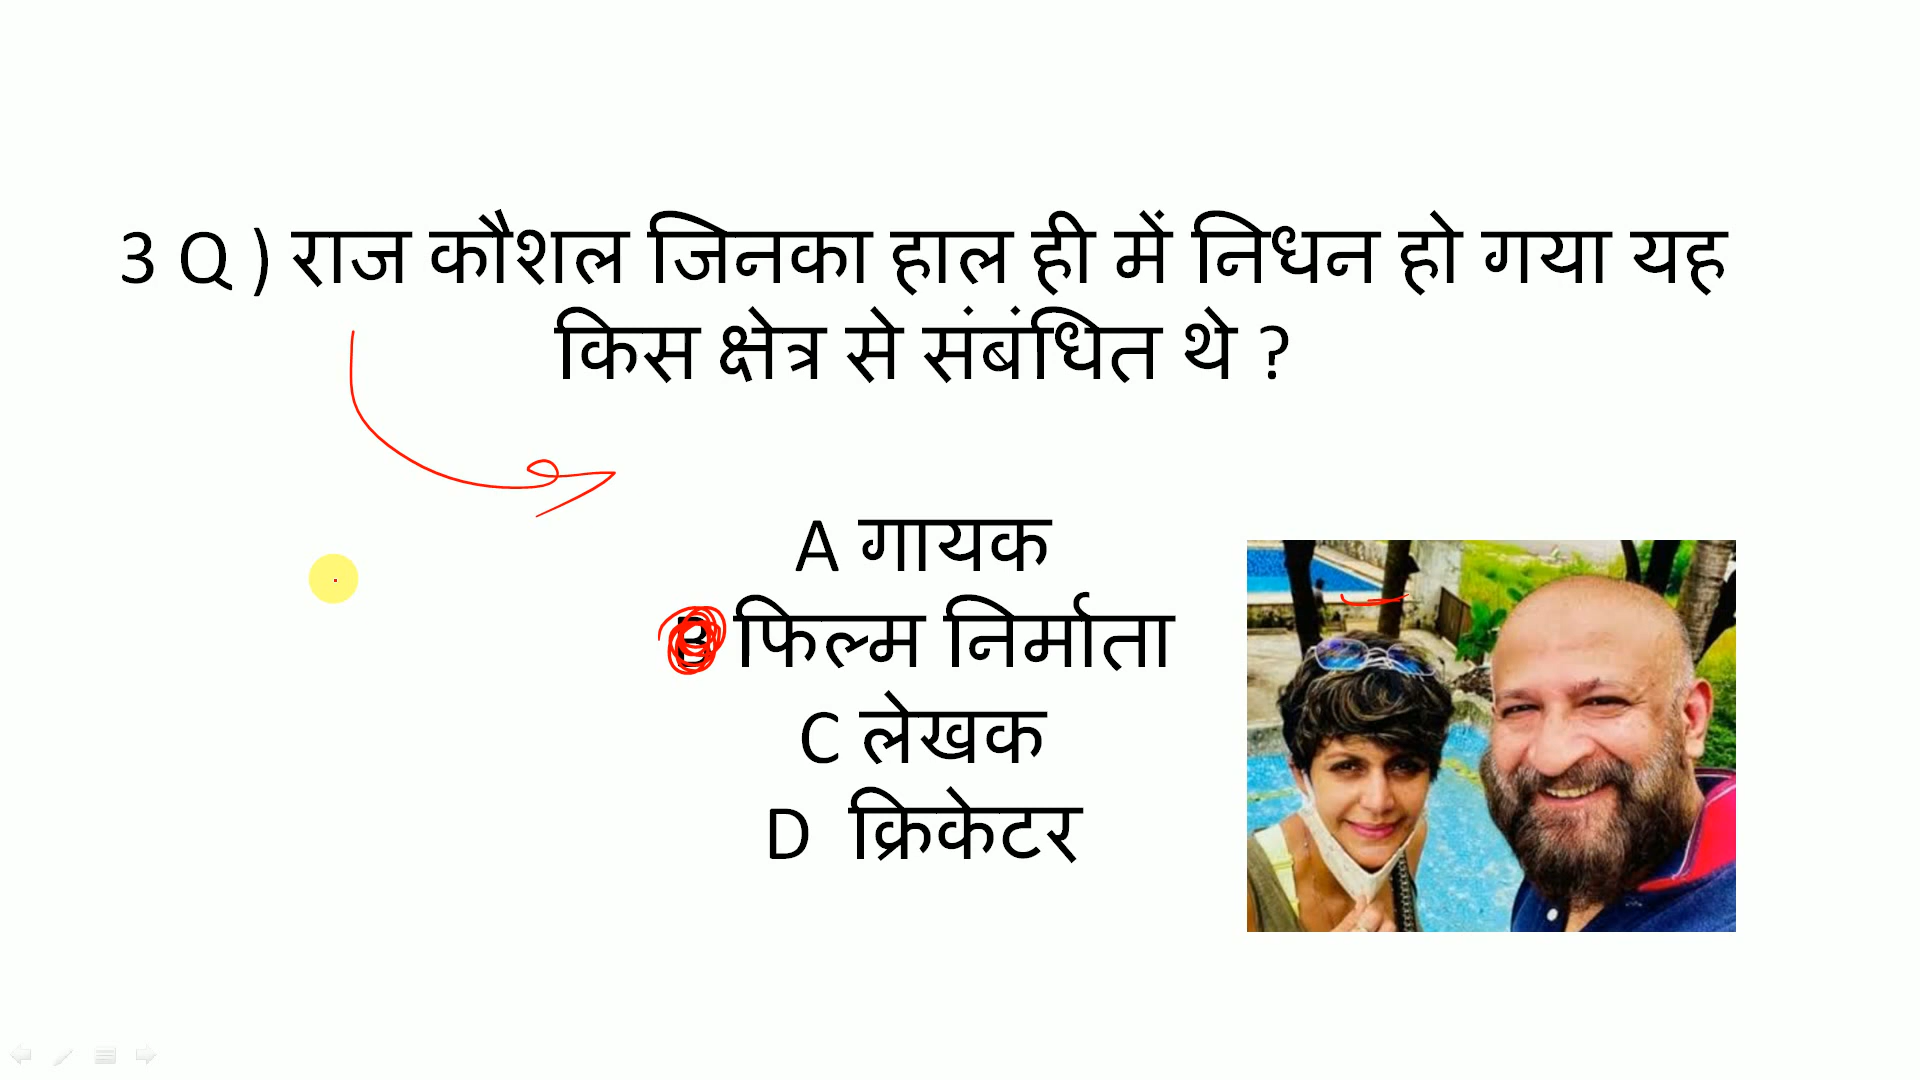 3 Q ) राज कौशल जिनका हाल ही में निधन हो गया यह
किस क्षेत्र से संबंधित थे ?
A गायक
B फिल्म निर्माता
C लेखक
D क्रिकेटर